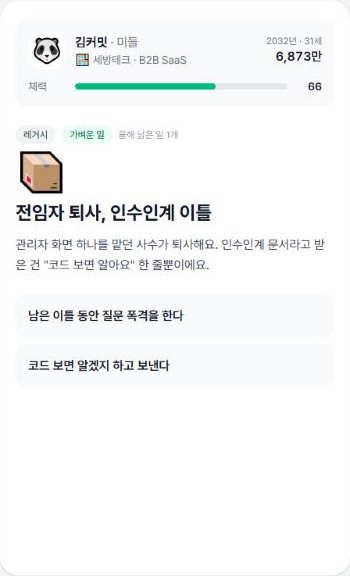 김커밋 · 미들
2032년 · 31세
세방테크 · B2B SaaS
6,873만
체력
66
레거시
가벼운 일
올해 남은 일 1개
전임자 퇴사, 인수인계 이틀
관리자 화면 하나를 맡던 사수가 퇴사해요. 인수인계 문서라고 받
은 건 "코드 보면 알아요" 한 줄뿐이에요.
남은 이틀 동안 질문 폭격을 한다
코드 보면 알겠지 하고 보낸다